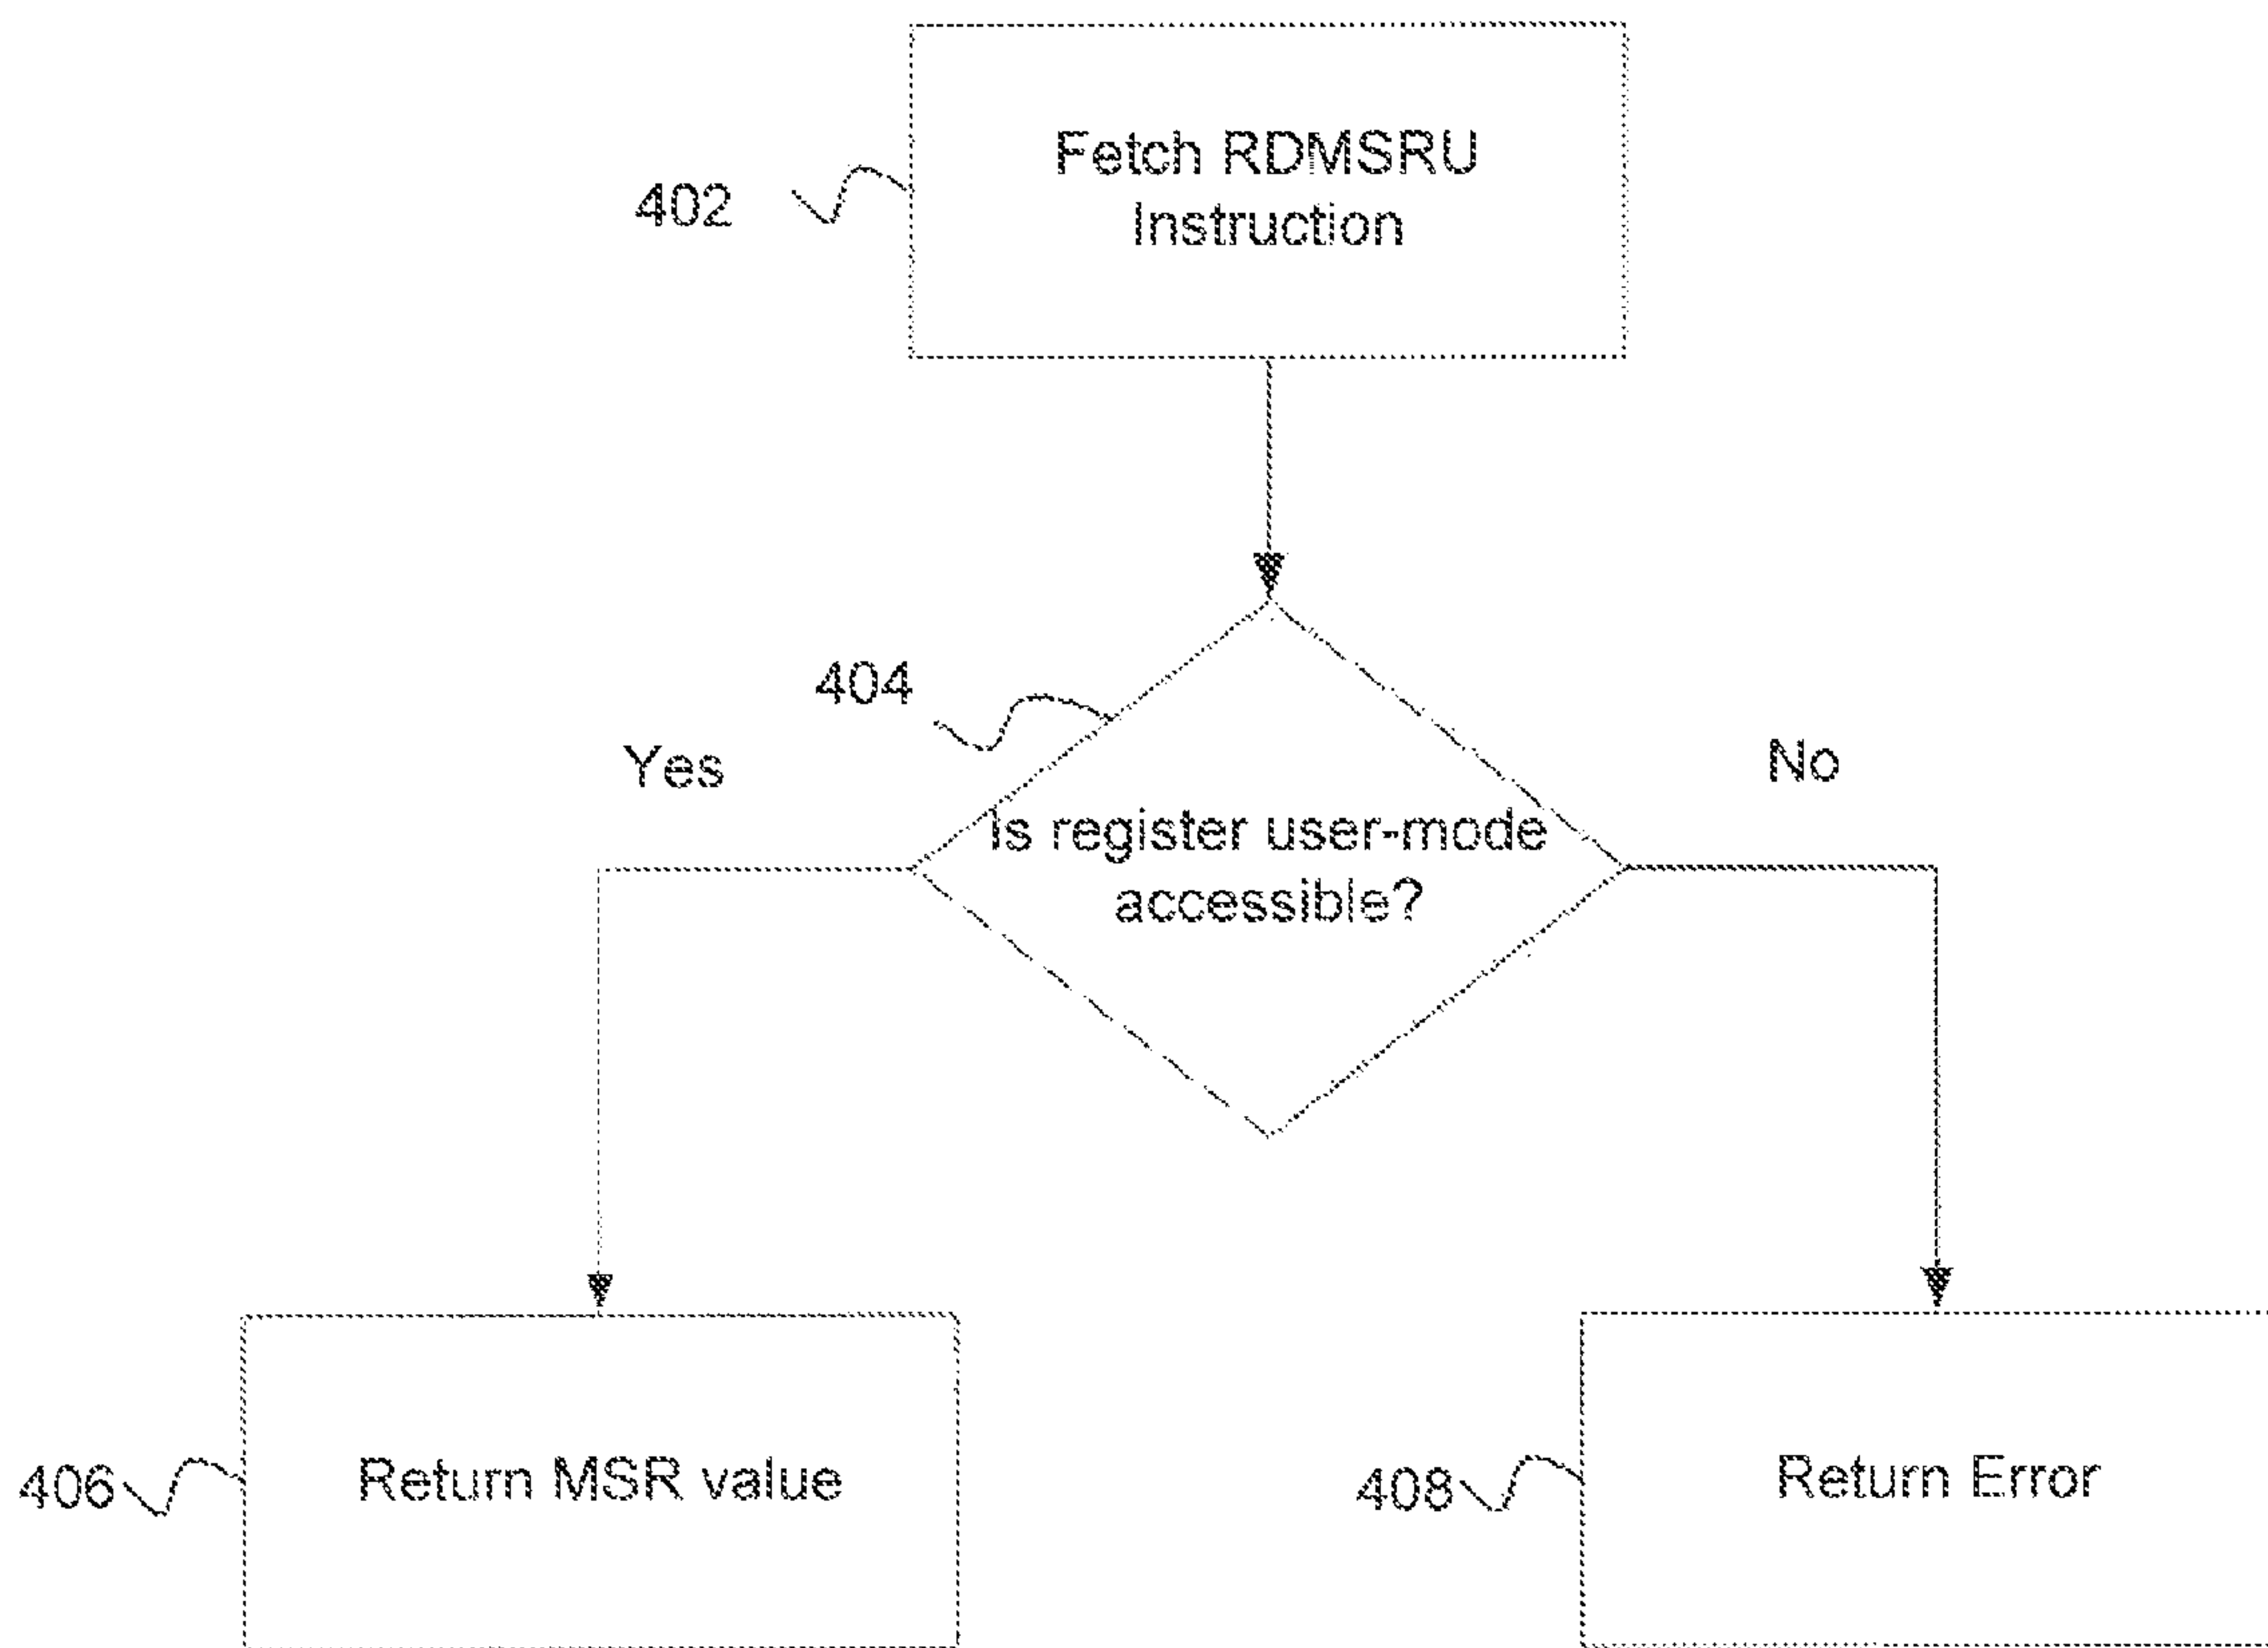 Fetch RDMSRU
Instruction
402
404
Yes
No
Is register user-mode
accessible?
406
Return MSR value
408
Return Error